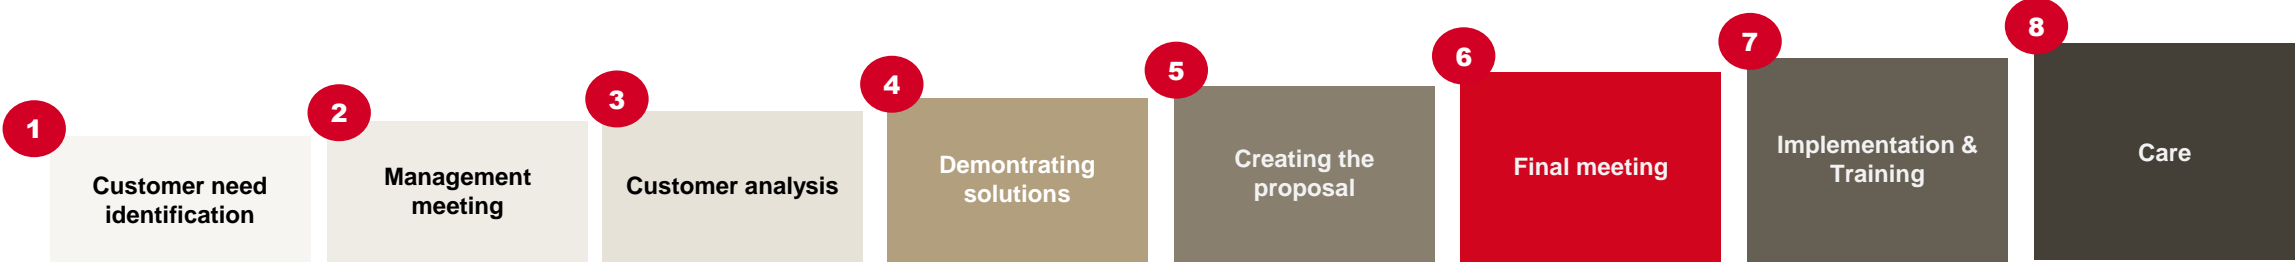 1
Customer need
identification
2
Management
meeting
3
Customer analysis
4
Demontrating
solutions
5
Creating the
proposal
6
Final meeting
7
Implementation &
Training
8
Care